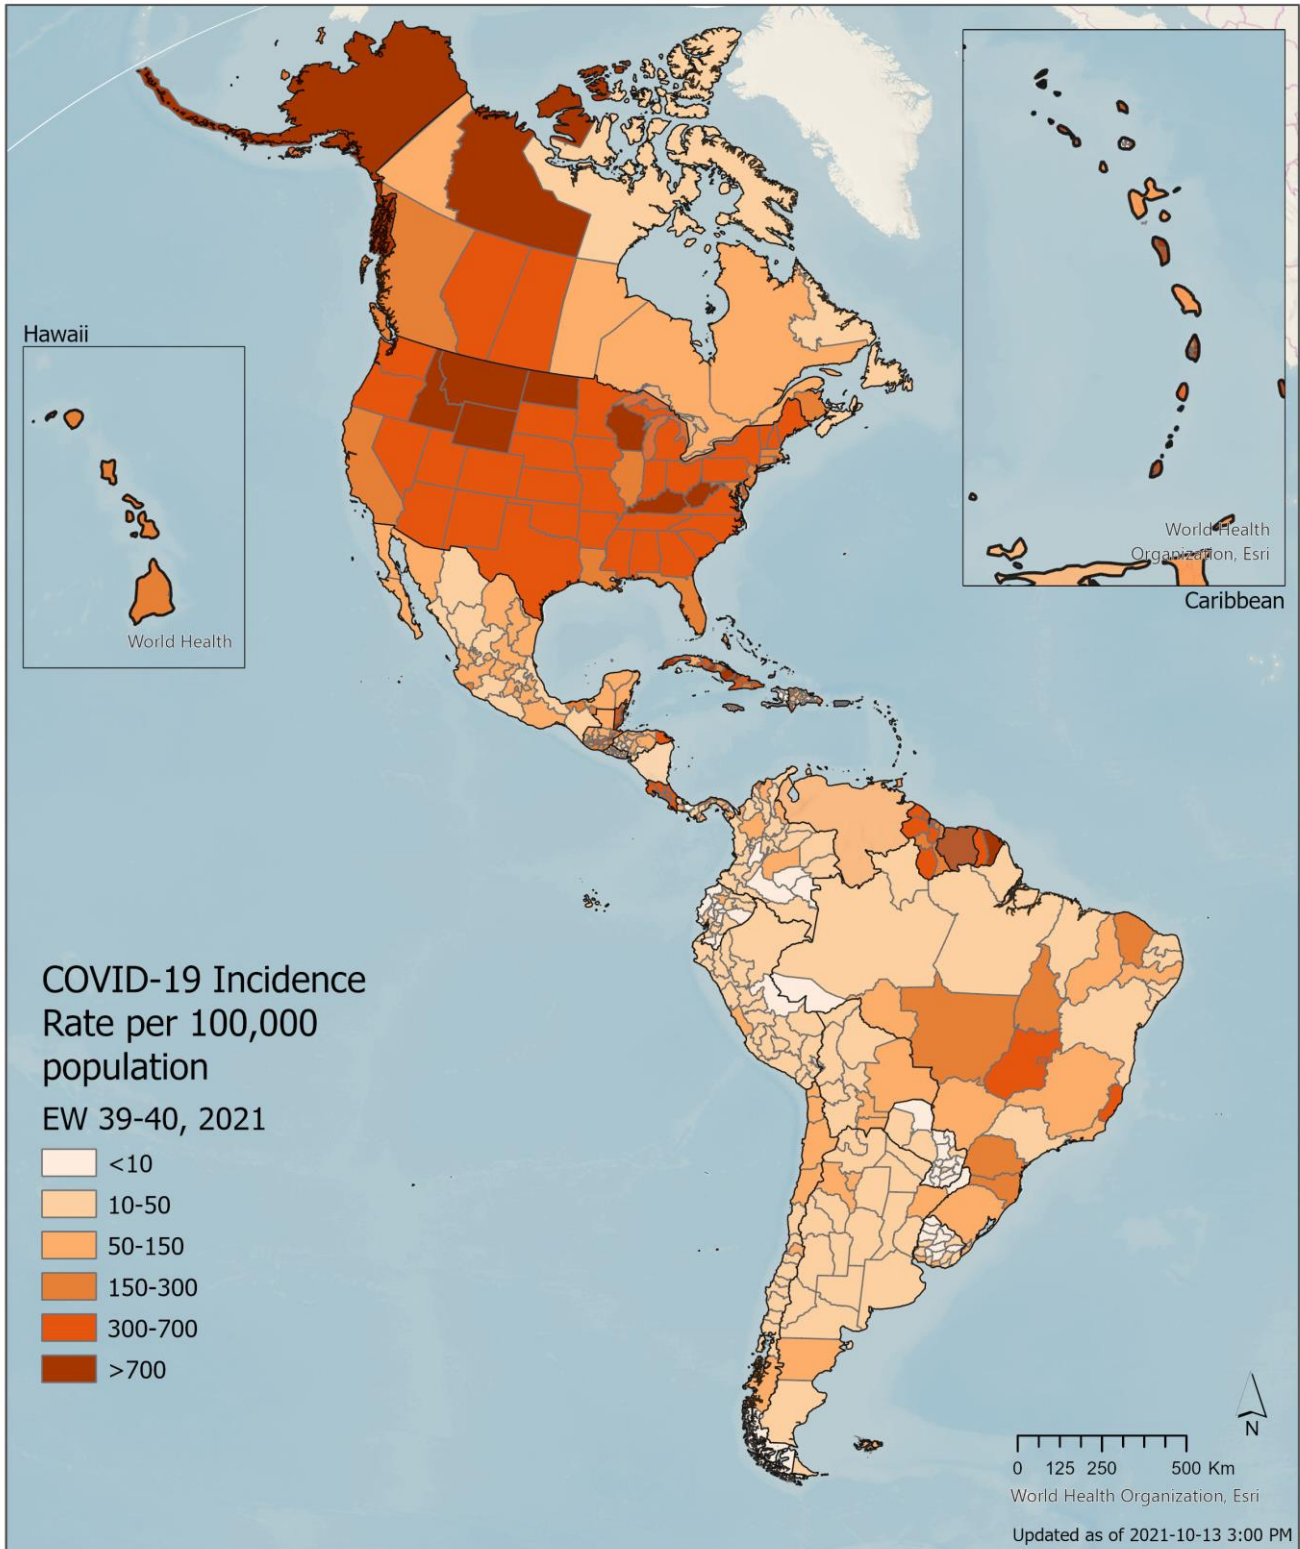 Hawaii
World Health
World Health
Organization, Esri
Caribbean
COVID-19 Incidence
Rate per 100,000
population
EW 39-40, 2021
<10
10-50
50-150
150-300
300-700
>700
N
0 125 250 500 Km
World Health Organization, Esri
Updated as of 2021-10-13 3:00 PM